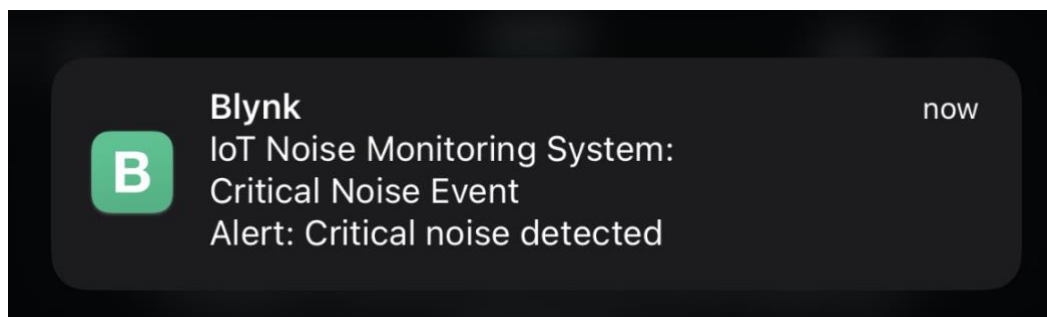 B
Blynk
now
IoT Noise Monitoring System:
Critical Noise Event
Alert: Critical noise detected